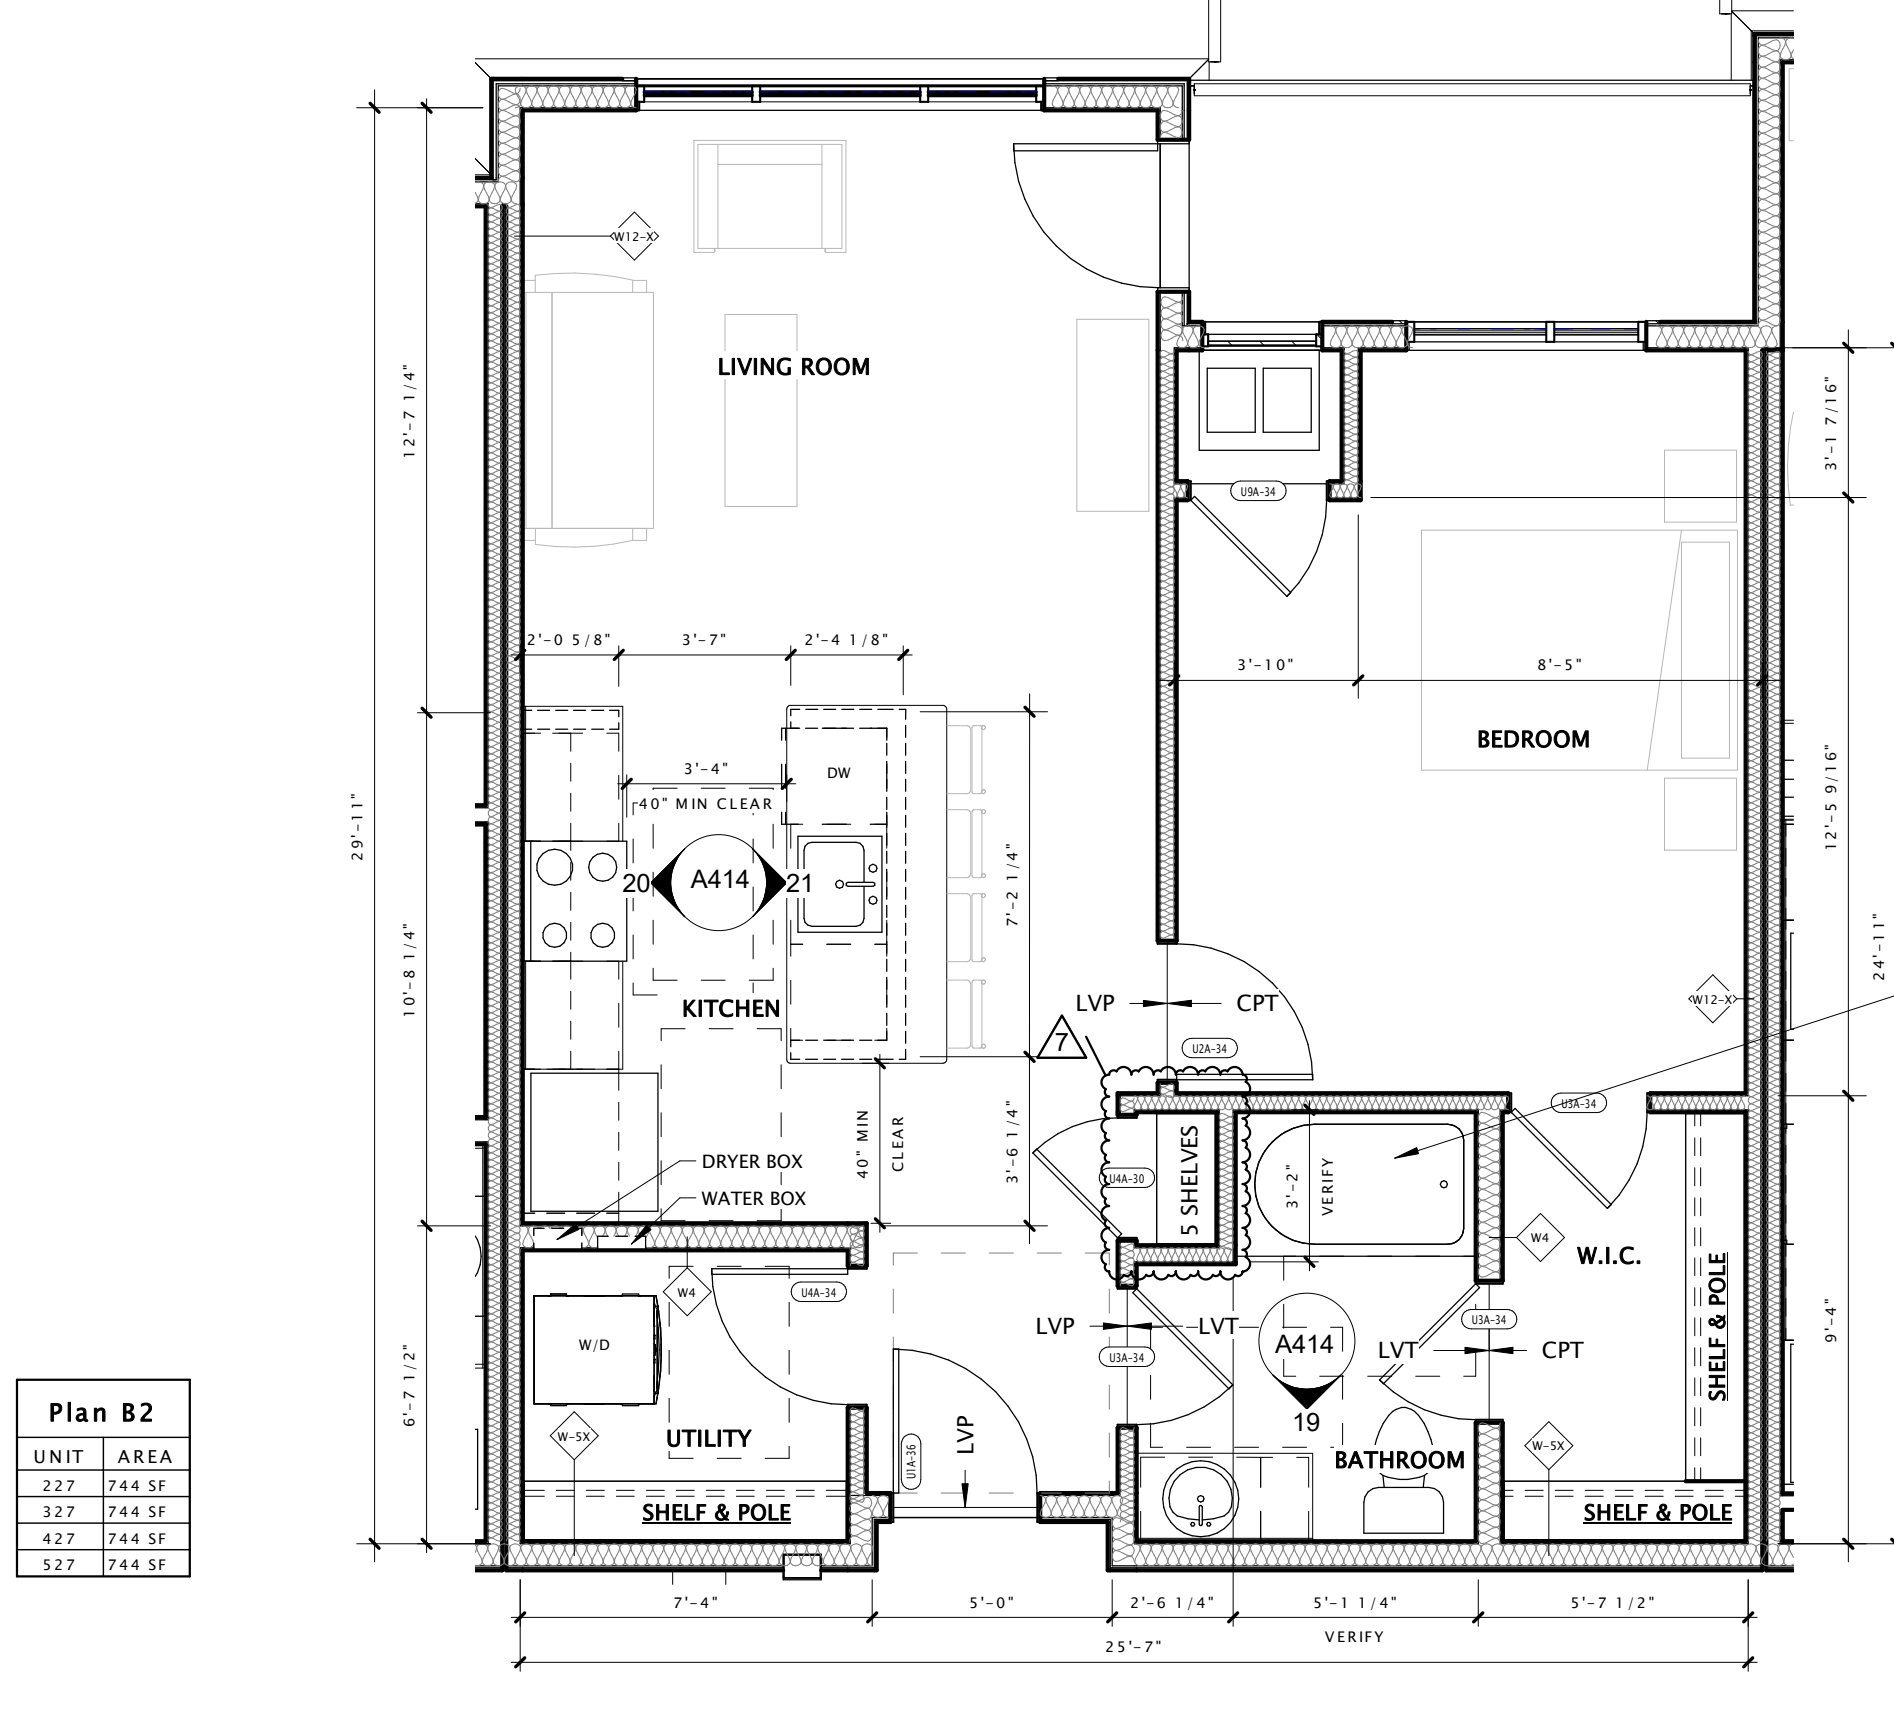 W12-X
LIVING ROOM
12'-7 1/4"
3'-1 7/16"
U9A-34
2'-0 5/8"
3'-7"
2'-4 1/8"
3'-10"
8'-5"
BEDROOM
3'-4"
DW
40" MIN CLEAR
29'-11"
12'-5 9/16"
20
A414
21
7'-2 1/4"
10'-8 1/4"
24'-11"
KITCHEN
LVP
CPT
W12-X
7
U2A-34
U3A-34
40" MIN
CLEAR
3'-6 1/4"
DRYER BOX
WATER BOX
U4A-30
5 SHELVES
3'-2"
VERIFY
W4
W.I.C.
SHELF & POLE
W4
U4A-34
LVP
LVT
U3A-34
A414
19
LVT
U3A-34
CPT
9'-4"
W/D
6'-7 1/2"
W-5X
UTILITY
U1A-36
LVP
BATHROOM
W-5X
SHELF & POLE
SHELF & POLE
Plan B2
UNIT AREA
227 744 SF
327 744 SF
427 744 SF
527 744 SF
7'-4"
5'-0"
2'-6 1/4"
5'-1 1/4"
5'-7 1/2"
VERIFY
25'-7"